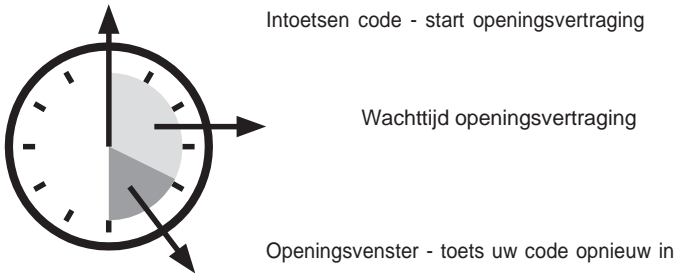 Intoetsen code - start openingsvertraging
Wachttijd openingsvertraging
Openingsvenster - toets uw code opnieuw in